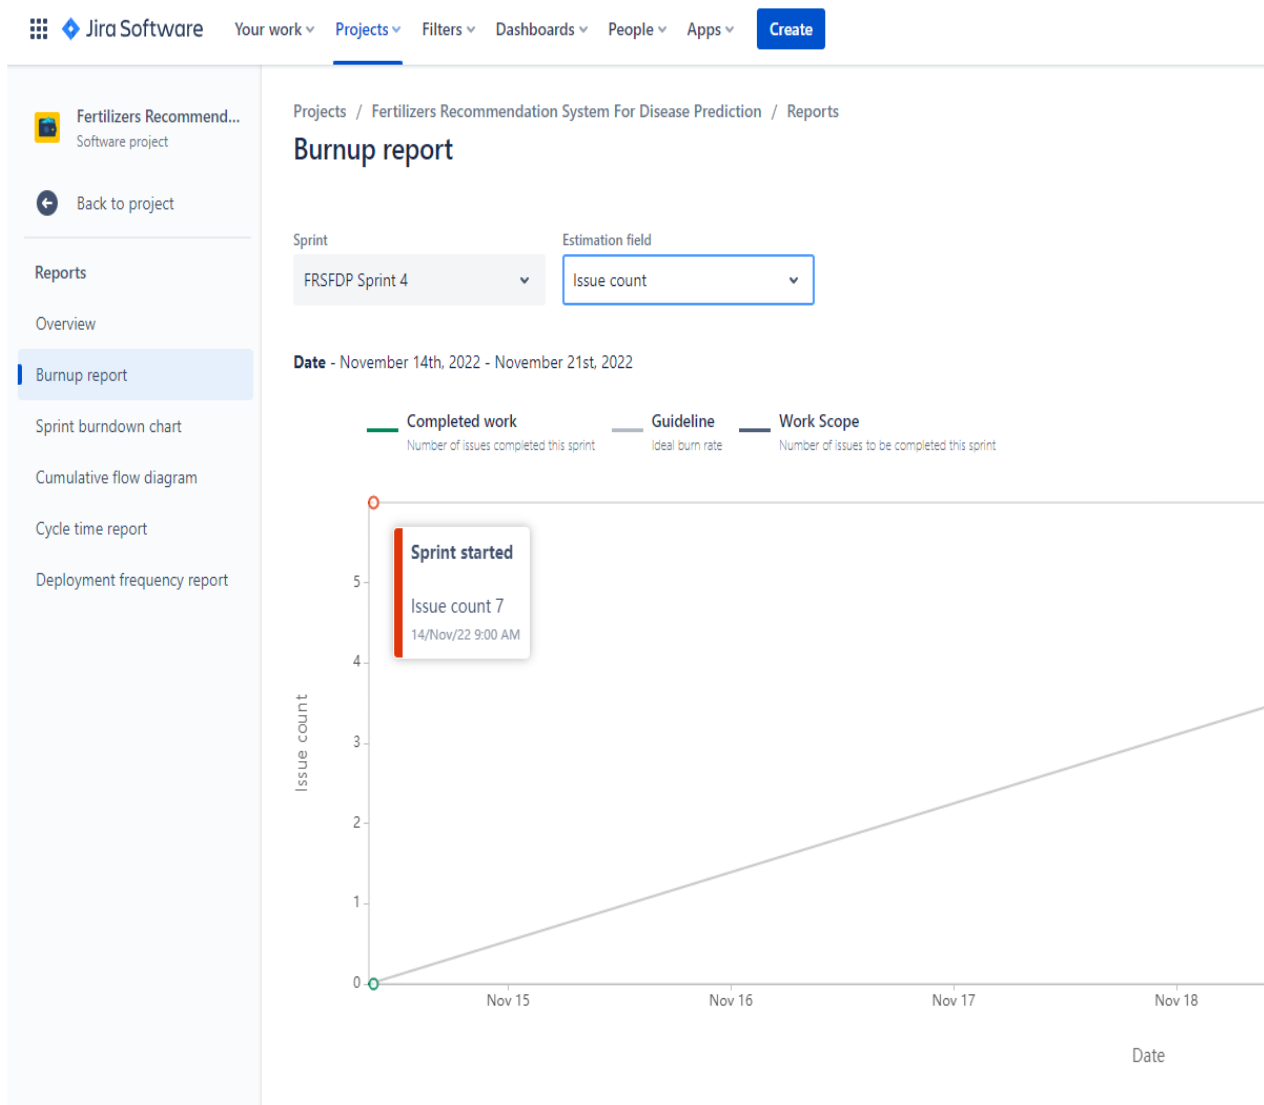 Jira Software Your work Projects Filters Dashboards People Apps Create
Fertilizers Recommend...
Software project
Back to project
Reports
Overview
Burnup report
Sprint burndown chart
Cumulative flow diagram
Cycle time report
Deployment frequency report
Projects / Fertilizers Recommendation System For Disease Prediction / Reports
Burnup report
Sprint Estimation field
FRSFDP Sprint 4 Issue count
Date - November 14th, 2022 - November 21st, 2022
Completed work Guideline Work Scope
Number of issues completed this sprint Ideal burn rate Number of issues to be completed this sprint
Sprint started
Issue count 7
14/Nov/22 9:00 AM
Issue count
5
4
3
2
1
0
Nov 15 Nov 16 Nov 17 Nov 18
Date